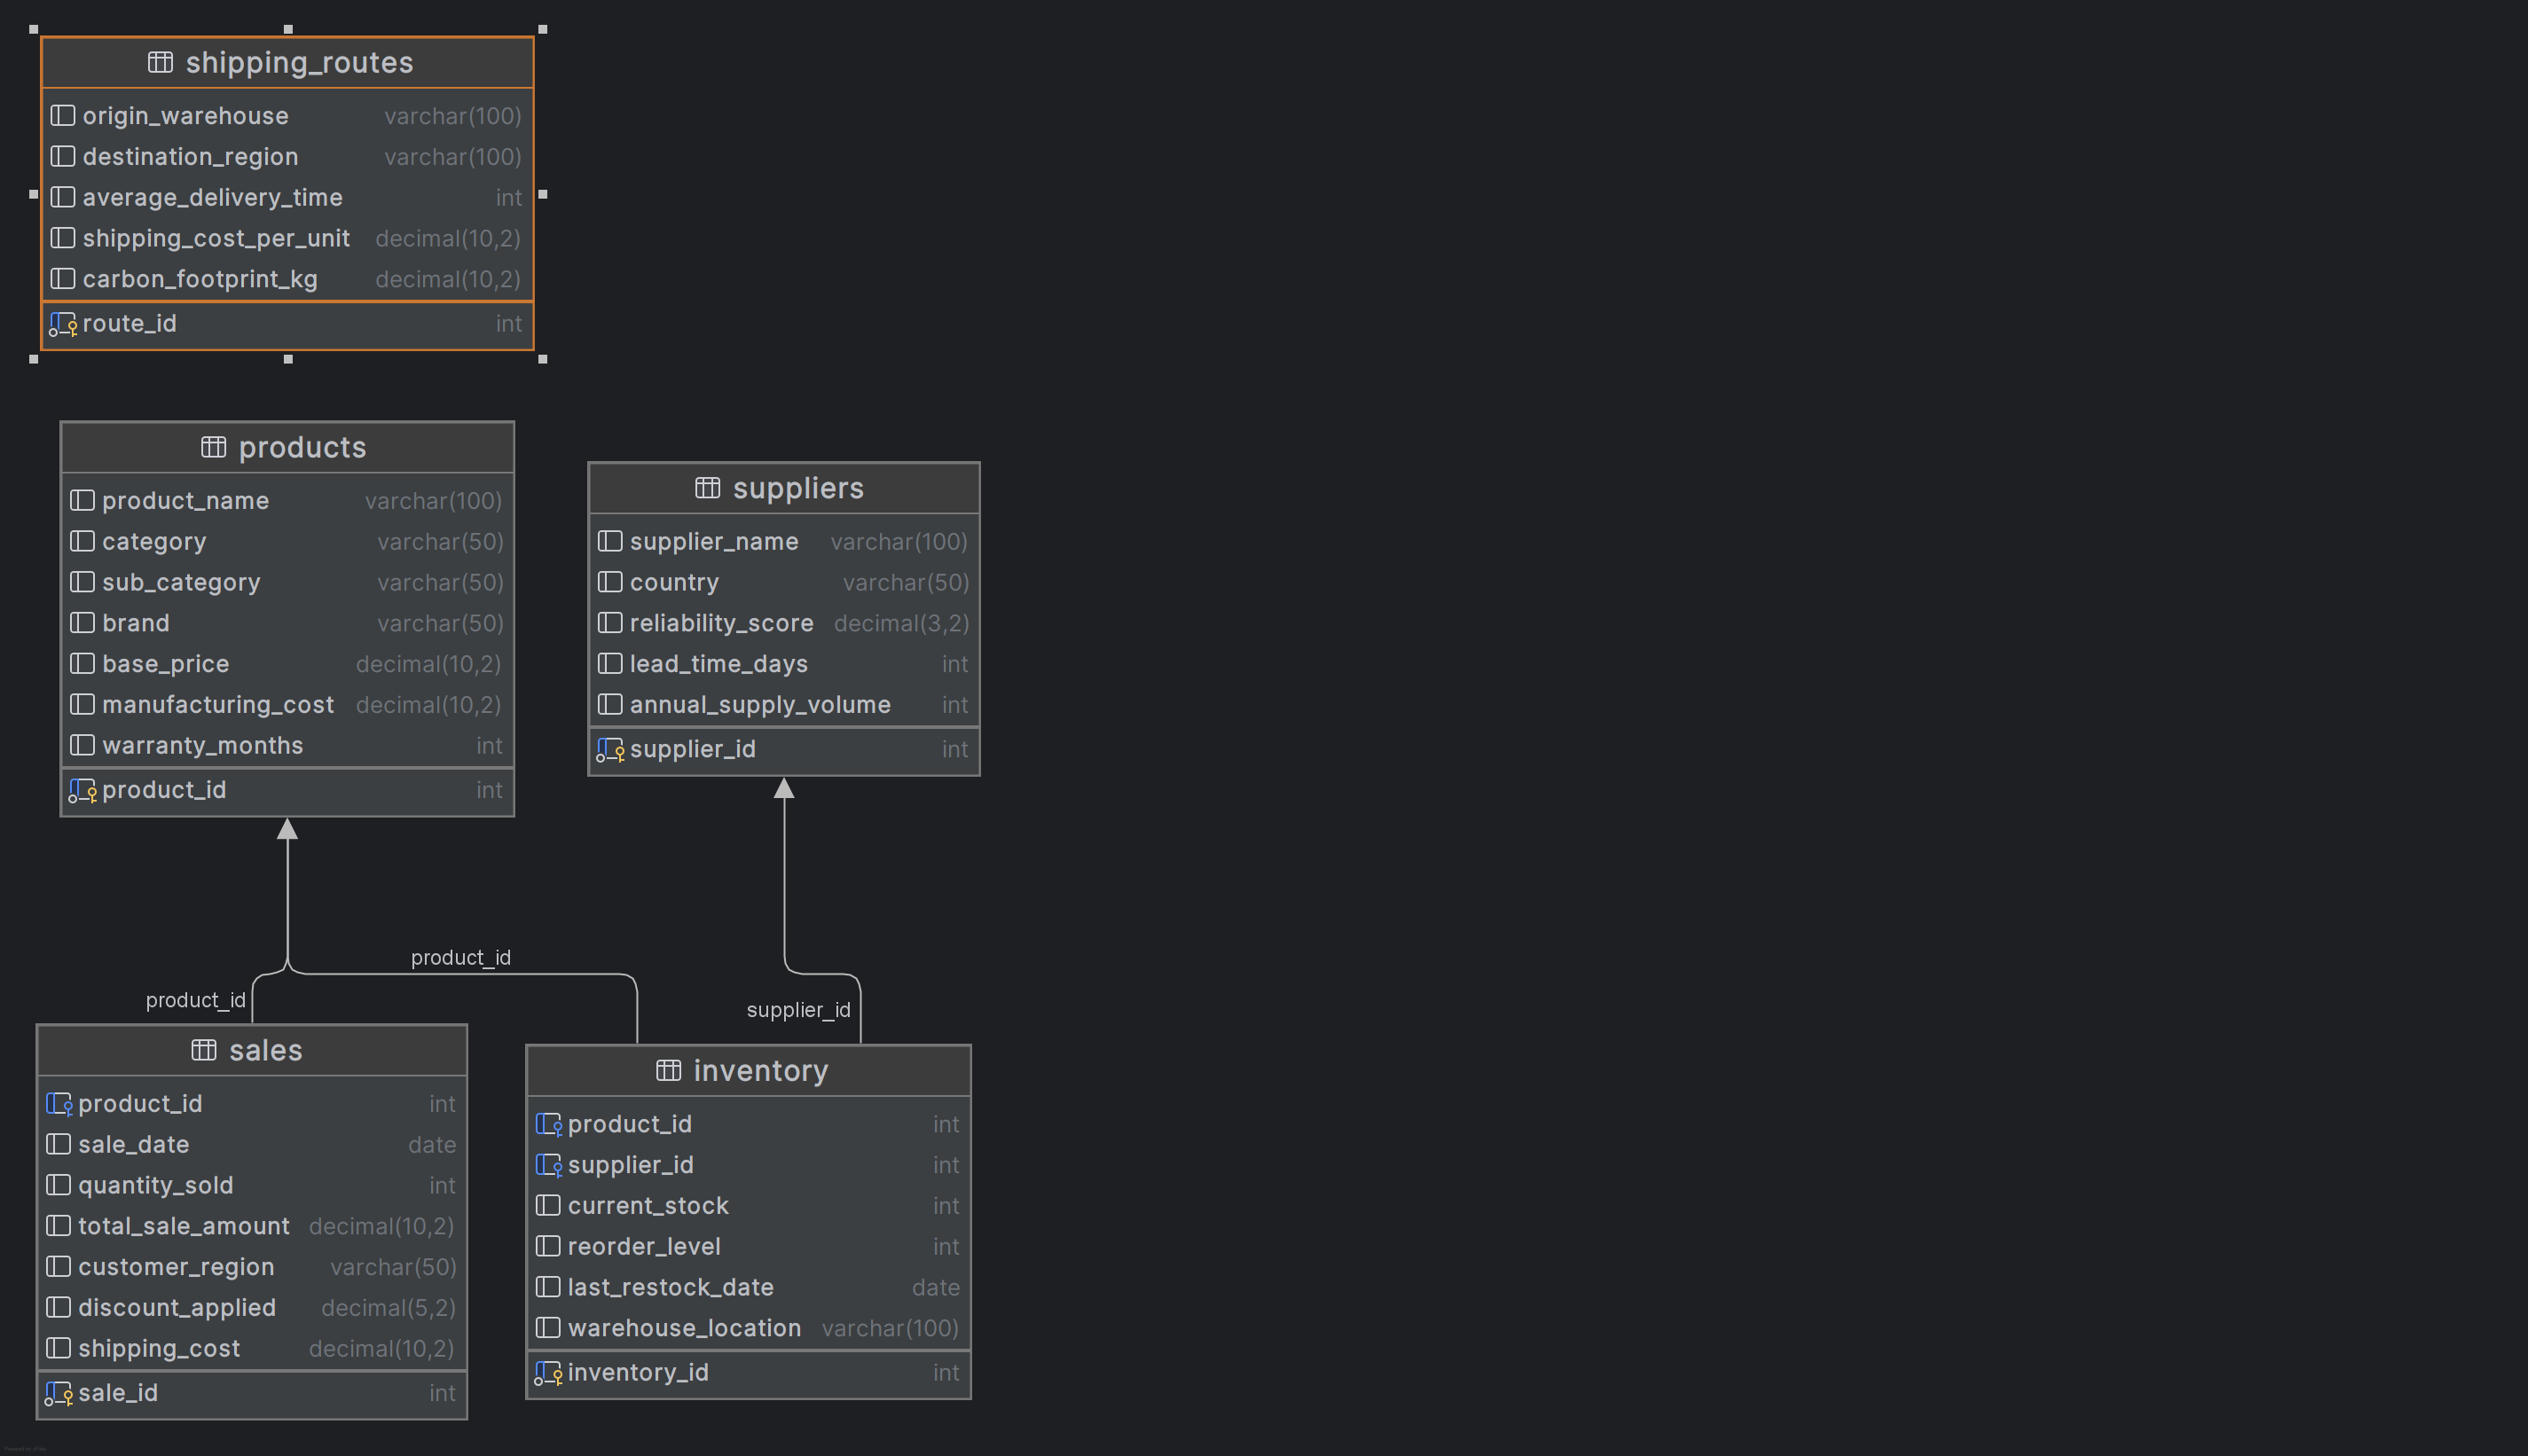 shipping_routes
origin_warehouse varchar(100)
destination_region varchar(100)
average_delivery_time int
shipping_cost_per_unit decimal(10,2)
carbon_footprint_kg decimal(10,2)
route_id int
products
product_name varchar(100)
category varchar(50)
sub_category varchar(50)
brand varchar(50)
base_price decimal(10,2)
manufacturing_cost decimal(10,2)
warranty_months int
product_id int
suppliers
supplier_name varchar(100)
country varchar(50)
reliability_score decimal(3,2)
lead_time_days int
annual_supply_volume int
supplier_id int
product_id
product_id
supplier_id
sales
product_id int
sale_date date
quantity_sold int
total_sale_amount decimal(10,2)
customer_region varchar(50)
discount_applied decimal(5,2)
shipping_cost decimal(10,2)
sale_id int
inventory
product_id int
supplier_id int
current_stock int
reorder_level int
last_restock_date date
warehouse_location varchar(100)
inventory_id int